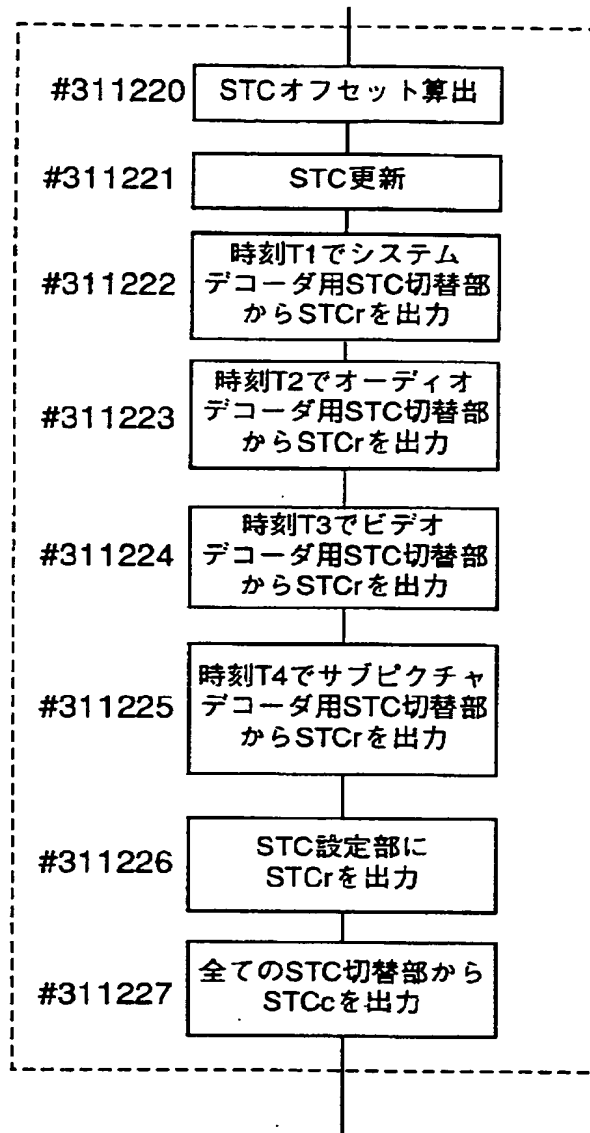 #311220
STCオフセット算出
#311221
STC更新
#311222
時刻T1でシステム
デコーダ用STC切替部
からSTCrを出力
#311223
時刻T2でオーディオ
デコーダ用STC切替部
からSTCrを出力
#311224
時刻T3でビデオ
デコーダ用STC切替部
からSTCrを出力
#311225
時刻T4でサブピクチャ
デコーダ用STC切替部
からSTCrを出力
#311226
STC設定部に
STCrを出力
#311227
全てのSTC切替部から
STCcを出力